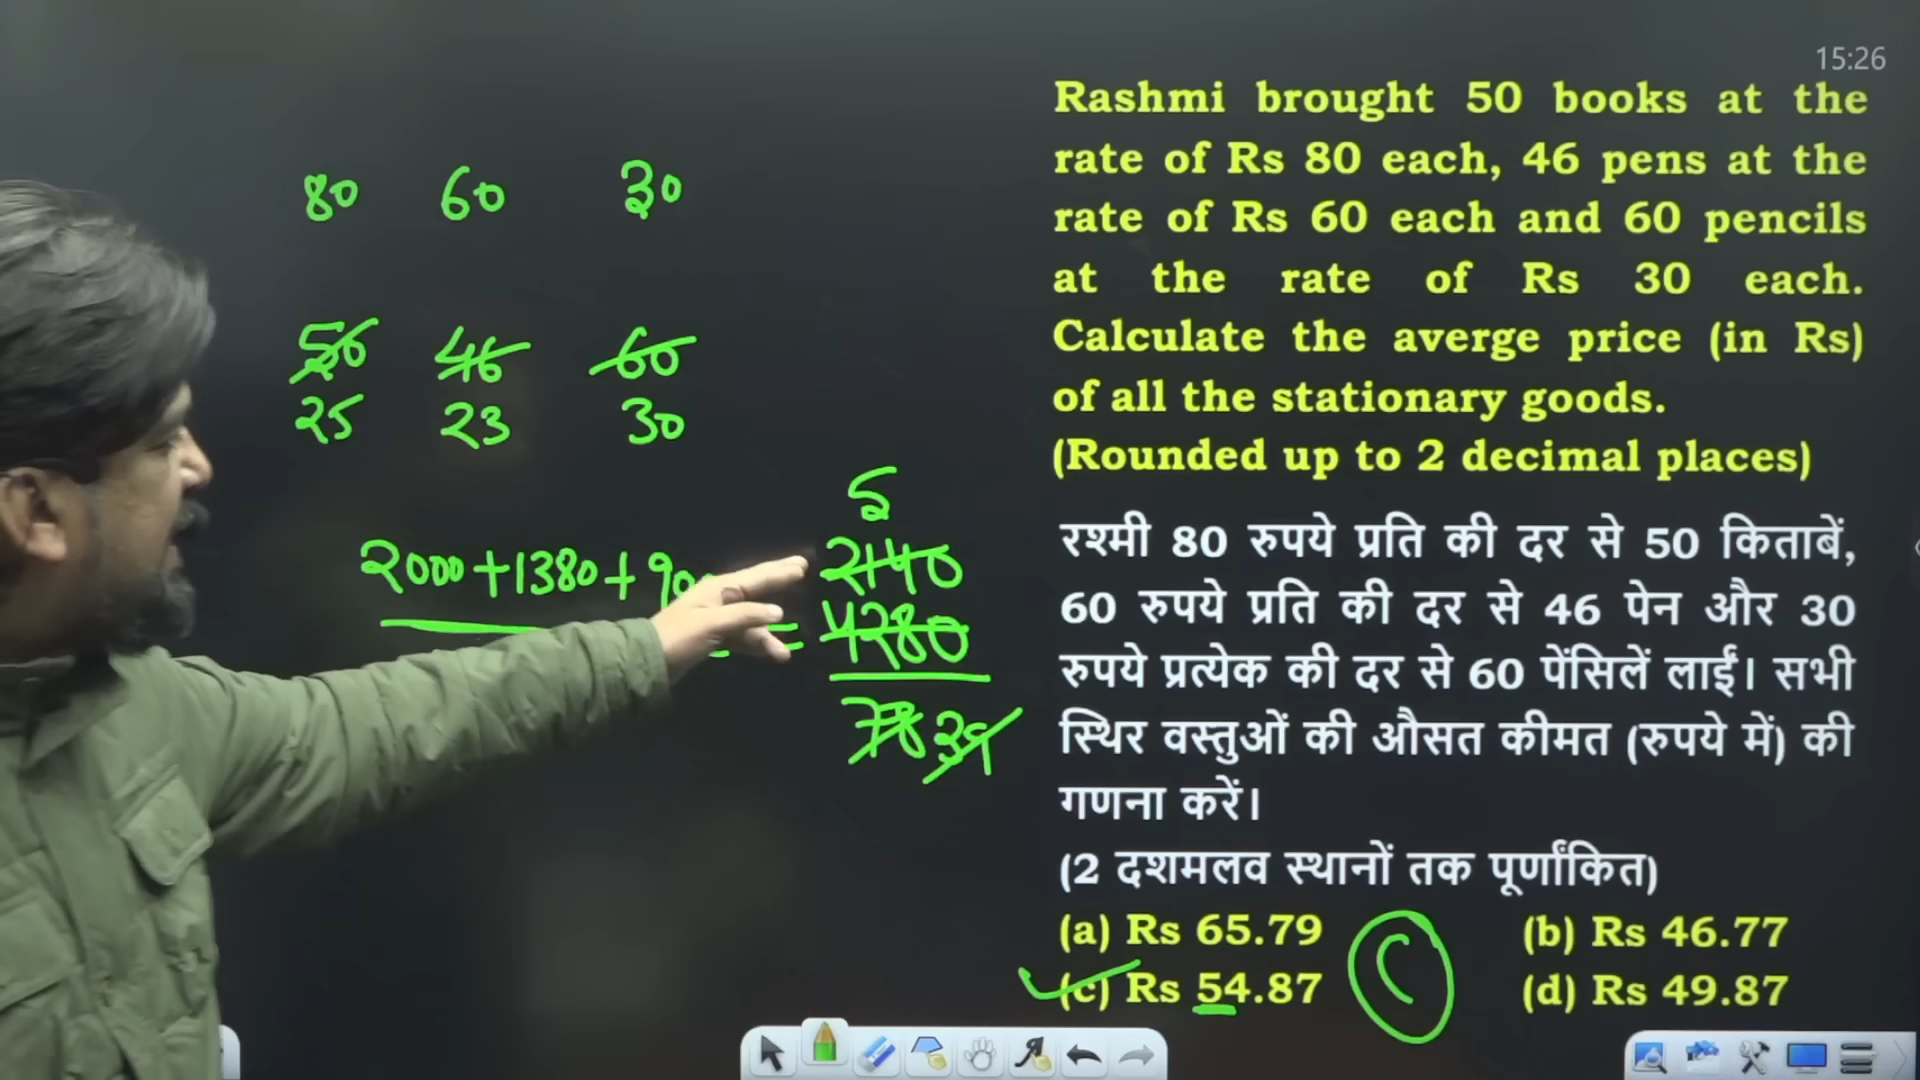 15:26
Rashmi brought 50 books at the
rate of Rs 80 each, 46 pens at the
rate of Rs 60 each and 60 pencils
at the rate of Rs 30 each.
Calculate the averge price (in Rs)
of all the stationary goods.
(Rounded up to 2 decimal places)
रश्मी 80 रुपये प्रति की दर से 50 किताबें,
60 रुपये प्रति की दर से 46 पेन और 30
रुपये प्रत्येक की दर से 60 पेंसिलें लाईं। सभी
स्थिर वस्तुओं की औसत कीमत (रुपये में) की
गणना करें।
(2 दशमलव स्थानों तक पूर्णांकित)
(a) Rs 65.79 (b) Rs 46.77
(c) Rs 54.87 (d) Rs 49.87
C
80 60 30
50 46 60
25 23 30
5
2000+1380+90
= 2140
4280
78 39